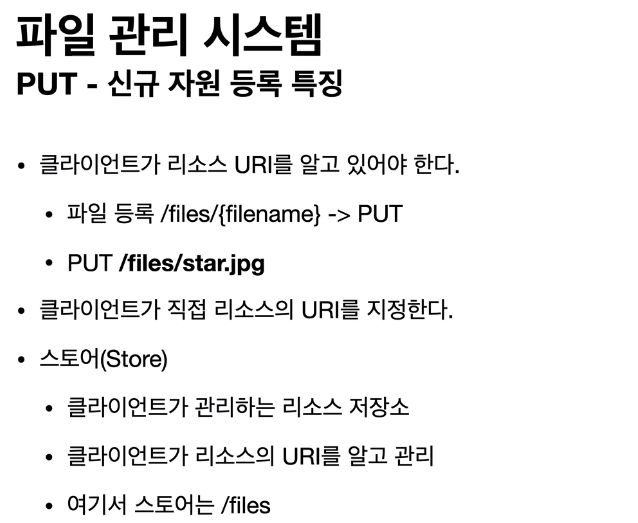 파일 관리 시스템
PUT - 신규 자원 등록 특징
• 클라이언트가 리소스 URI를 알고 있어야 한다.
• 파일 등록 /files/{filename} -> PUT
• PUT /files/star.jpg
• 클라이언트가 직접 리소스의 URI를 지정한다.
• 스토어(Store)
• 클라이언트가 관리하는 리소스 저장소
• 클라이언트가 리소스의 URI를 알고 관리
• 여기서 스토어는 /files